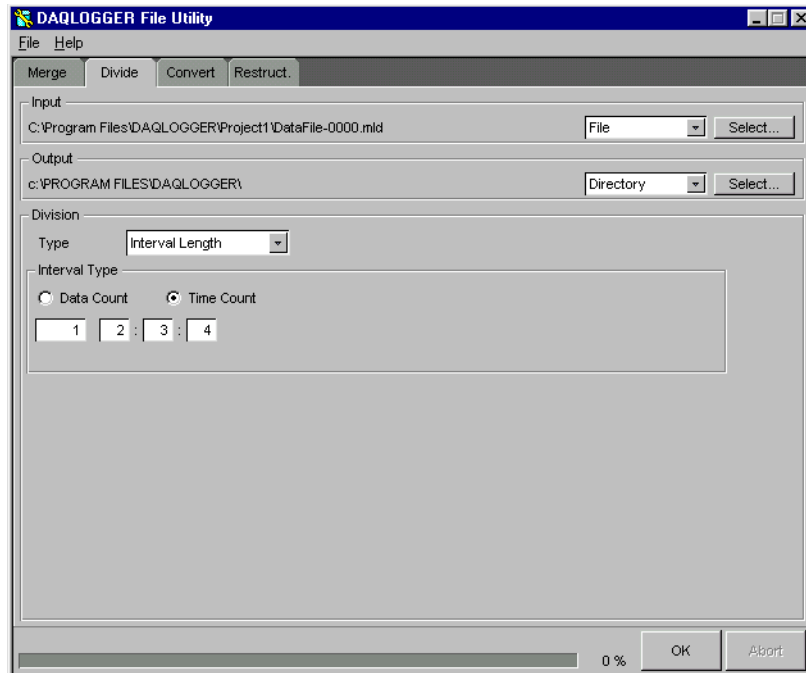 DAQLOGGER File Utility
File Help
Merge Divide Convert Restruct.
Input
C:\Program Files\DAQLOGGER\Project1\DataFile-0000.mld File Select...
Output
c:\PROGRAM FILES\DAQLOGGER\ Directory Select...
Division
Type Interval Length
Interval Type
Data Count Time Count
1 2 : 3 : 4
0 % OK Abort